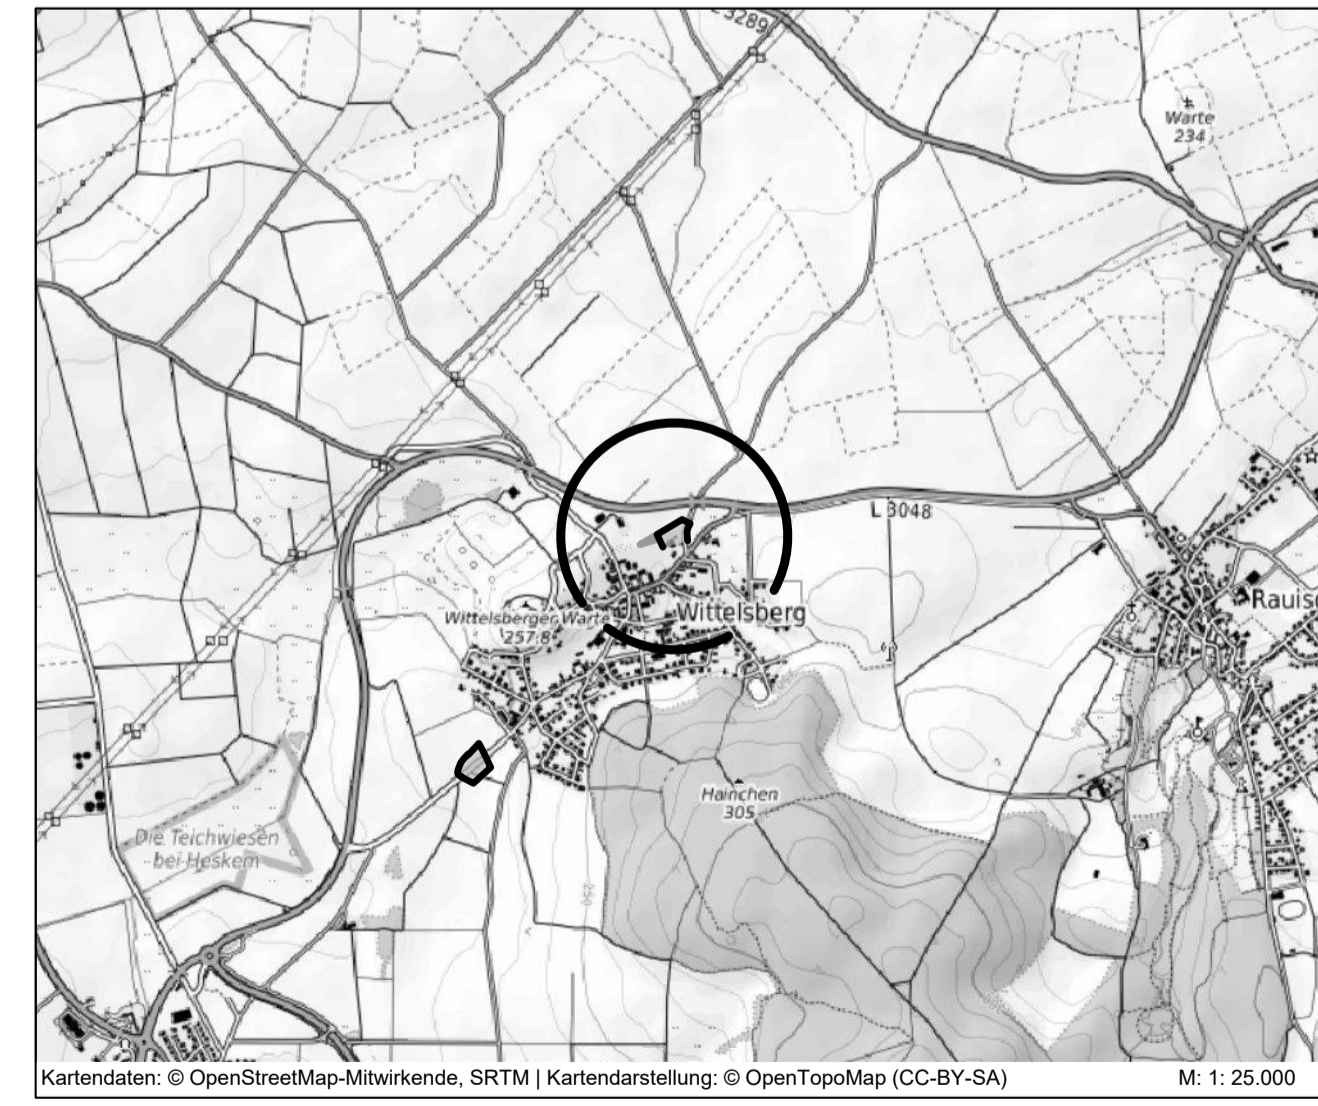 L 3289
Warte
234
L 3048
Wittelsberger Warte
257.8
Wittelsberg
Hainchen
305
Die Teichwiesen
bei Heskem
250
Kartendaten: © OpenStreetMap-Mitwirkende, SRTM | Kartendarstellung: © OpenTopoMap (CC-BY-SA)
M: 1: 25.000